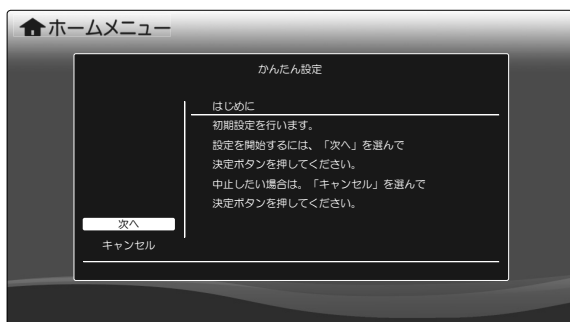 ホームメニュー
かんたん設定
はじめに
初期設定を行います。
設定を開始するには、「次へ」を選んで
決定ボタンを押してください。
中止したい場合は。「キャンセル」を選んで
決定ボタンを押してください。
次へ
キャンセル